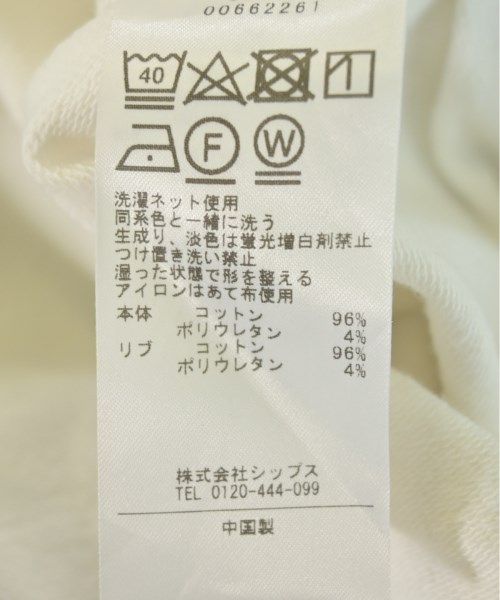 00662261
40
F W
洗濯ネット使用
同系色と一緒に洗う
生成り、淡色は蛍光増白剤禁止
つけ置き洗い禁止
湿った状態で形を整える
アイロンはあて布使用
本体 コットン 96%
ポリウレタン 4%
リブ コットン 96%
ポリウレタン 4%
株式会社シップス
TEL 0120-444-099
中国製